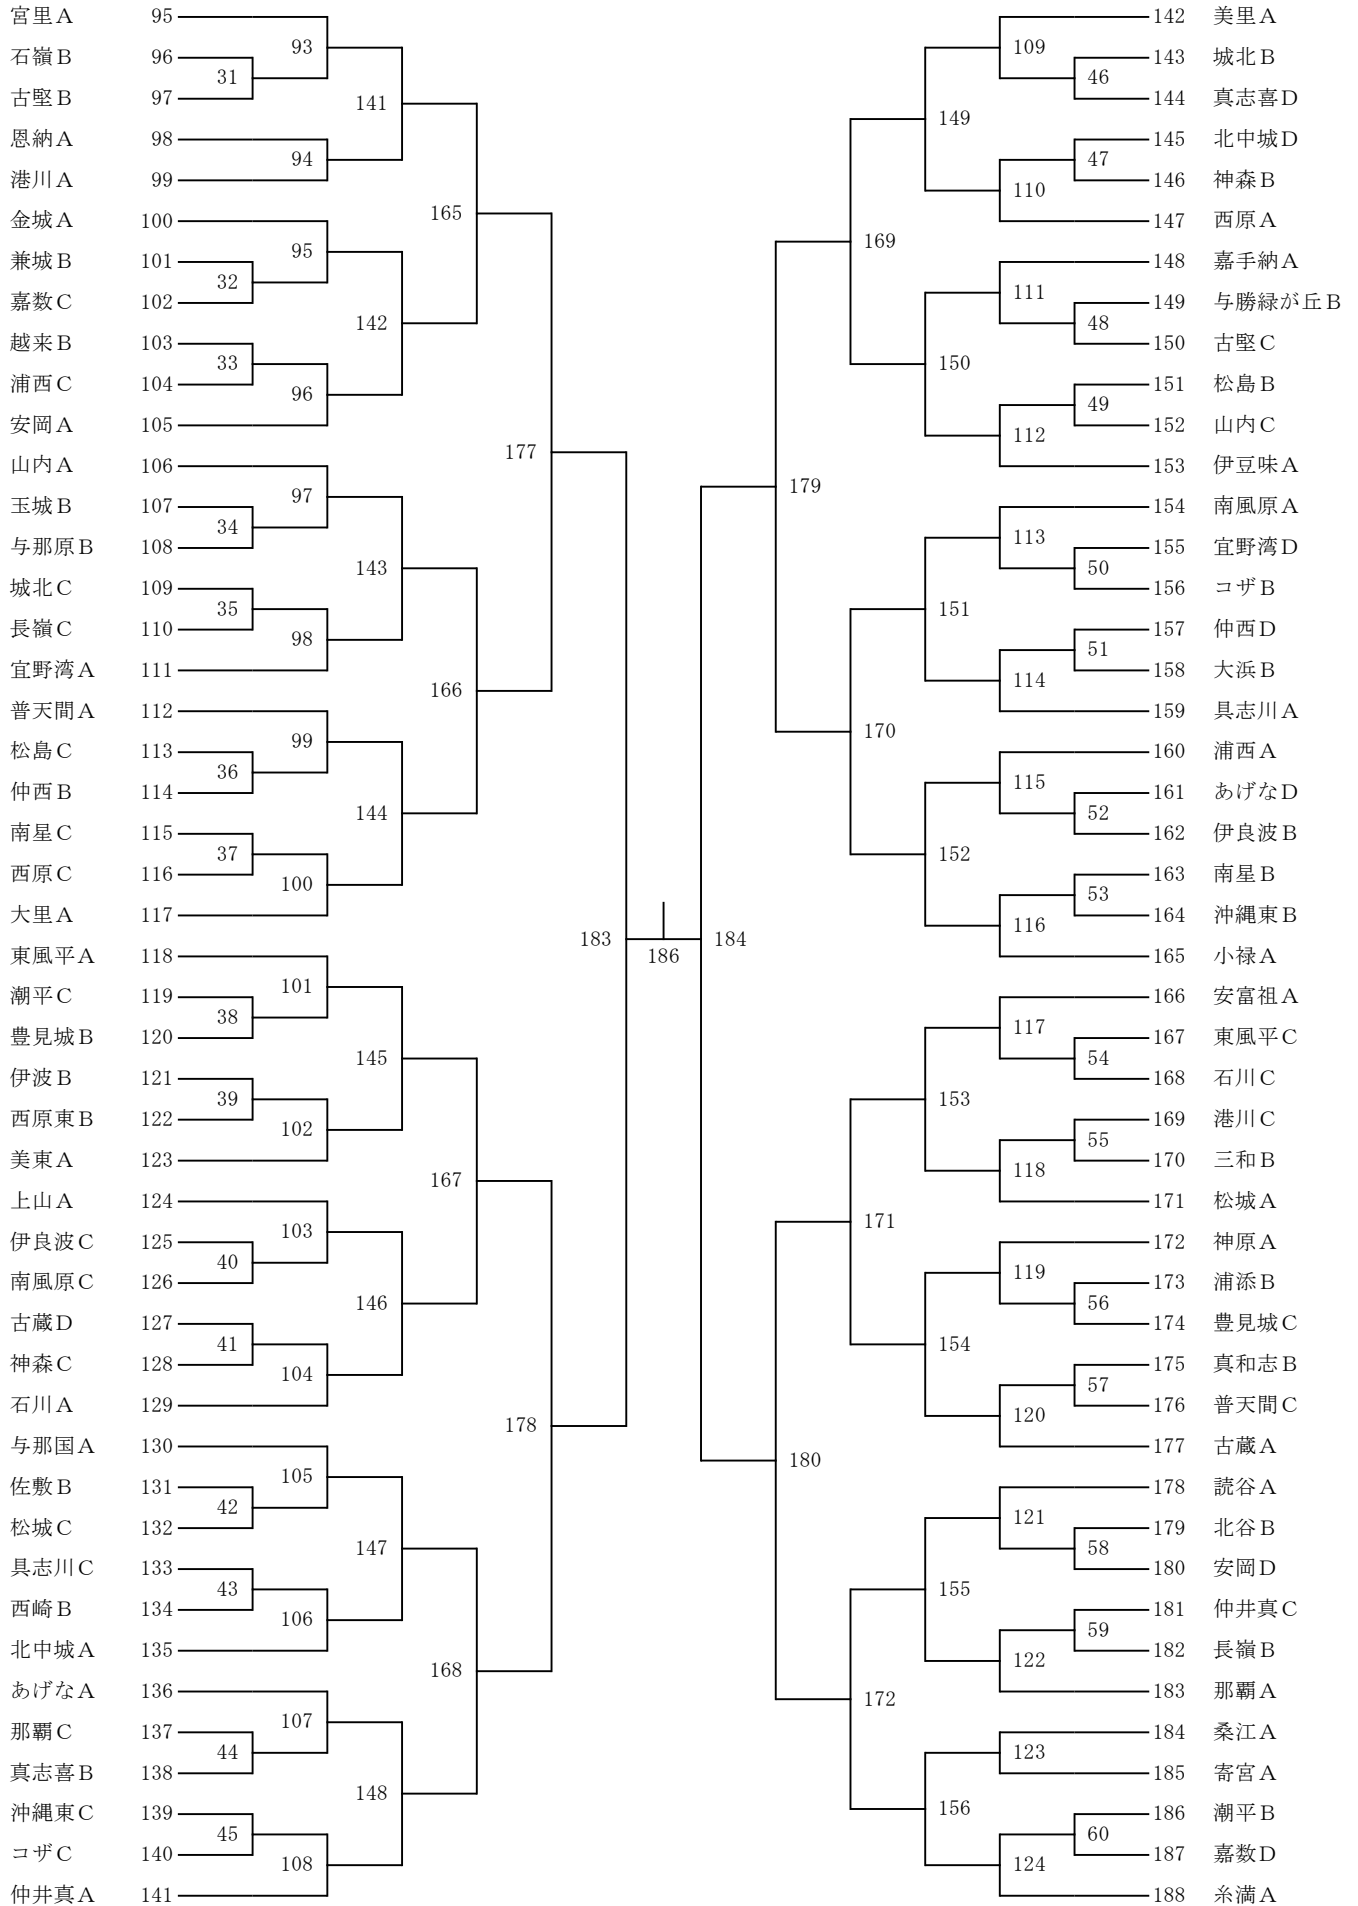 宮里A 95
石嶺B 96
古堅B 97
恩納A 98
港川A 99
金城A 100
兼城B 101
嘉数C 102
越来B 103
浦西C 104
安岡A 105
山内A 106
玉城B 107
与那原B 108
城北C 109
長嶺C 110
宜野湾A 111
普天間A 112
松島C 113
仲西B 114
南星C 115
西原C 116
大里A 117
東風平A 118
潮平C 119
豊見城B 120
伊波B 121
西原東B 122
美東A 123
上山A 124
伊良波C 125
南風原C 126
古蔵D 127
神森C 128
石川A 129
与那国A 130
佐敷B 131
松城C 132
具志川C 133
西崎B 134
北中城A 135
あげなA 136
那覇C 137
真志喜B 138
沖縄東C 139
コザC 140
仲井真A 141
31
32
33
34
35
36
37
38
39
40
41
42
43
44
45
93
94
95
96
97
98
99
100
101
102
103
104
105
106
107
108
141
142
143
144
145
146
147
148
165
166
167
168
177
178
183
186
184
179
180
169
170
171
172
149
150
151
152
153
154
155
156
109
110
111
112
113
114
115
116
117
118
119
120
121
122
123
124
46
47
48
49
50
51
52
53
54
55
56
57
58
59
60
142 美里A
143 城北B
144 真志喜D
145 北中城D
146 神森B
147 西原A
148 嘉手納A
149 与勝緑が丘B
150 古堅C
151 松島B
152 山内C
153 伊豆味A
154 南風原A
155 宜野湾D
156 コザB
157 仲西D
158 大浜B
159 具志川A
160 浦西A
161 あげなD
162 伊良波B
163 南星B
164 沖縄東B
165 小禄A
166 安富祖A
167 東風平C
168 石川C
169 港川C
170 三和B
171 松城A
172 神原A
173 浦添B
174 豊見城C
175 真和志B
176 普天間C
177 古蔵A
178 読谷A
179 北谷B
180 安岡D
181 仲井真C
182 長嶺B
183 那覇A
184 桑江A
185 寄宮A
186 潮平B
187 嘉数D
188 糸満A